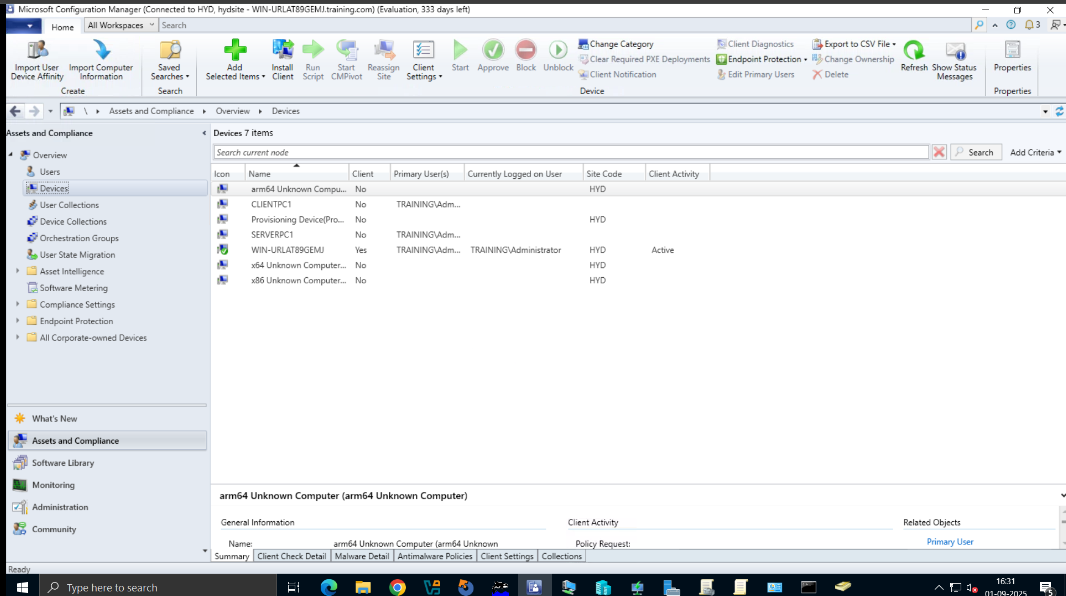 Microsoft Configuration Manager (Connected to HYD, hydsite - WIN-URLAT89GEMJ.training.com) (Evaluation, 333 days left)
Home All Workspaces Search 3
Import User Device Affinity
Import Computer Information
Saved Searches
Add Selected Items
Install Client
Run Script
Start CMPivot
Reassign Site
Client Settings
Start
Approve
Block
Unblock
Change Category
Clear Required PXE Deployments
Client Notification
Client Diagnostics
Endpoint Protection
Edit Primary Users
Export to CSV File
Change Ownership
Delete
Refresh
Show Status Messages
Properties
Create Search Device Properties
\ Assets and Compliance Overview Devices
Assets and Compliance
Overview
Users
Devices
User Collections
Device Collections
Orchestration Groups
User State Migration
Asset Intelligence
Software Metering
Compliance Settings
Endpoint Protection
All Corporate-owned Devices
What's New
Assets and Compliance
Software Library
Monitoring
Administration
Community
Devices 7 items
Search current node Search Add Criteria
Icon Name Client Primary User(s) Currently Logged on User Site Code Client Activity
arm64 Unknown Compu... No HYD
CLIENTPC1 No TRAINING\Adm...
Provisioning Device(Pro... No HYD
SERVERPC1 No TRAINING\Adm...
WIN-URLAT89GEMJ Yes TRAINING\Adm... TRAINING\Administrator HYD Active
x64 Unknown Computer... No HYD
x86 Unknown Computer... No HYD
arm64 Unknown Computer (arm64 Unknown Computer)
General Information Client Activity Related Objects
Name: arm64 Unknown Computer (arm64 Unknown Policy Request: Primary User
Summary Client Check Detail Malware Detail Antimalware Policies Client Settings Collections
Ready
Type here to search
16:31
01-09-2025
5